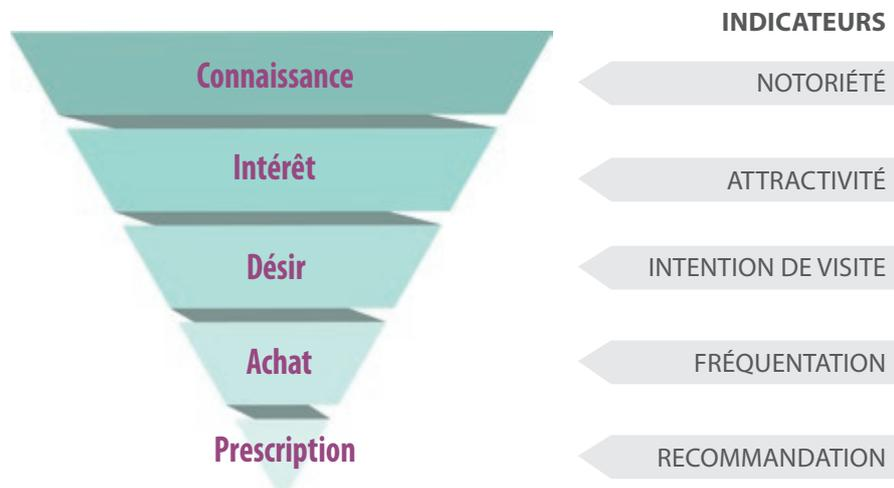 INDICATEURS
Connaissance
NOTORIÉTÉ
Intérêt
ATTRACTIVITÉ
Désir
INTENTION DE VISITE
Achat
FRÉQUENTATION
Prescription
RECOMMANDATION